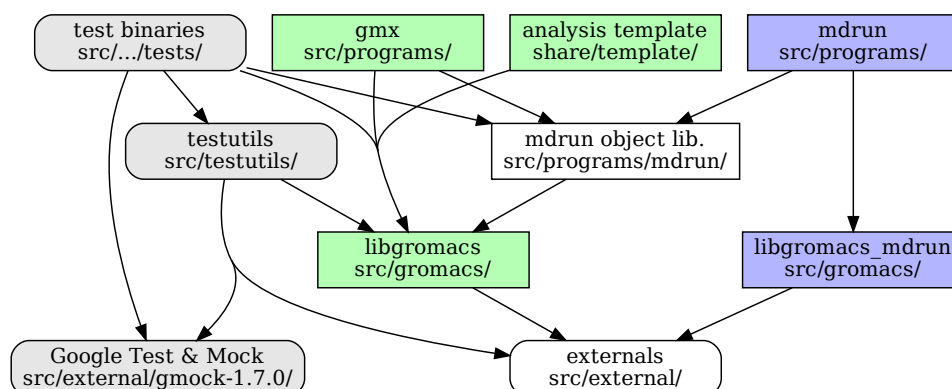 test binaries
src/.../tests/
gmx
src/programs/
analysis template
share/template/
mdrun
src/programs/
testutils
src/testutils/
mdrun object lib.
src/programs/mdrun/
libgromacs
src/gromacs/
libgromacs_mdrun
src/gromacs/
Google Test & Mock
src/external/gmock-1.7.0/
externals
src/external/